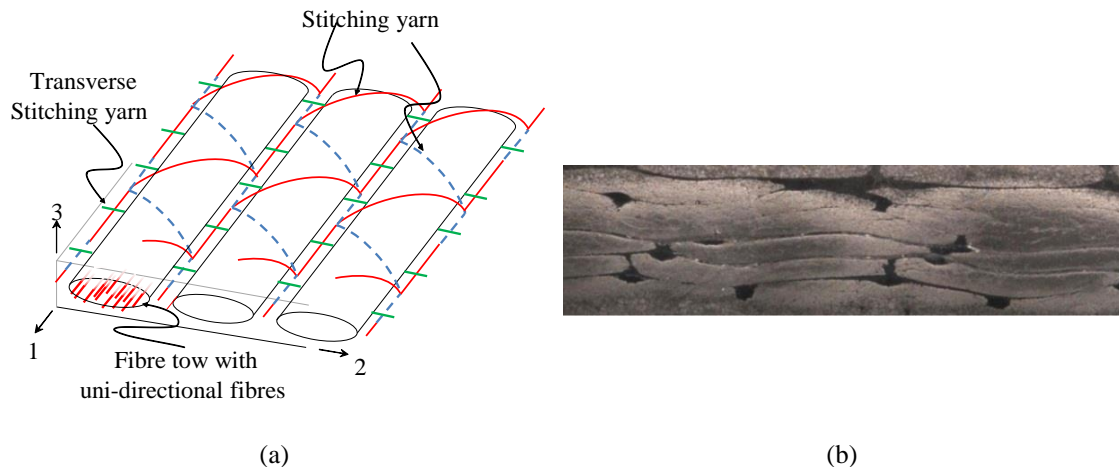 Stitching yarn
Transverse
Stitching yarn
3
1
2
Fibre tow with
uni-directional fibres
(a)
(b)